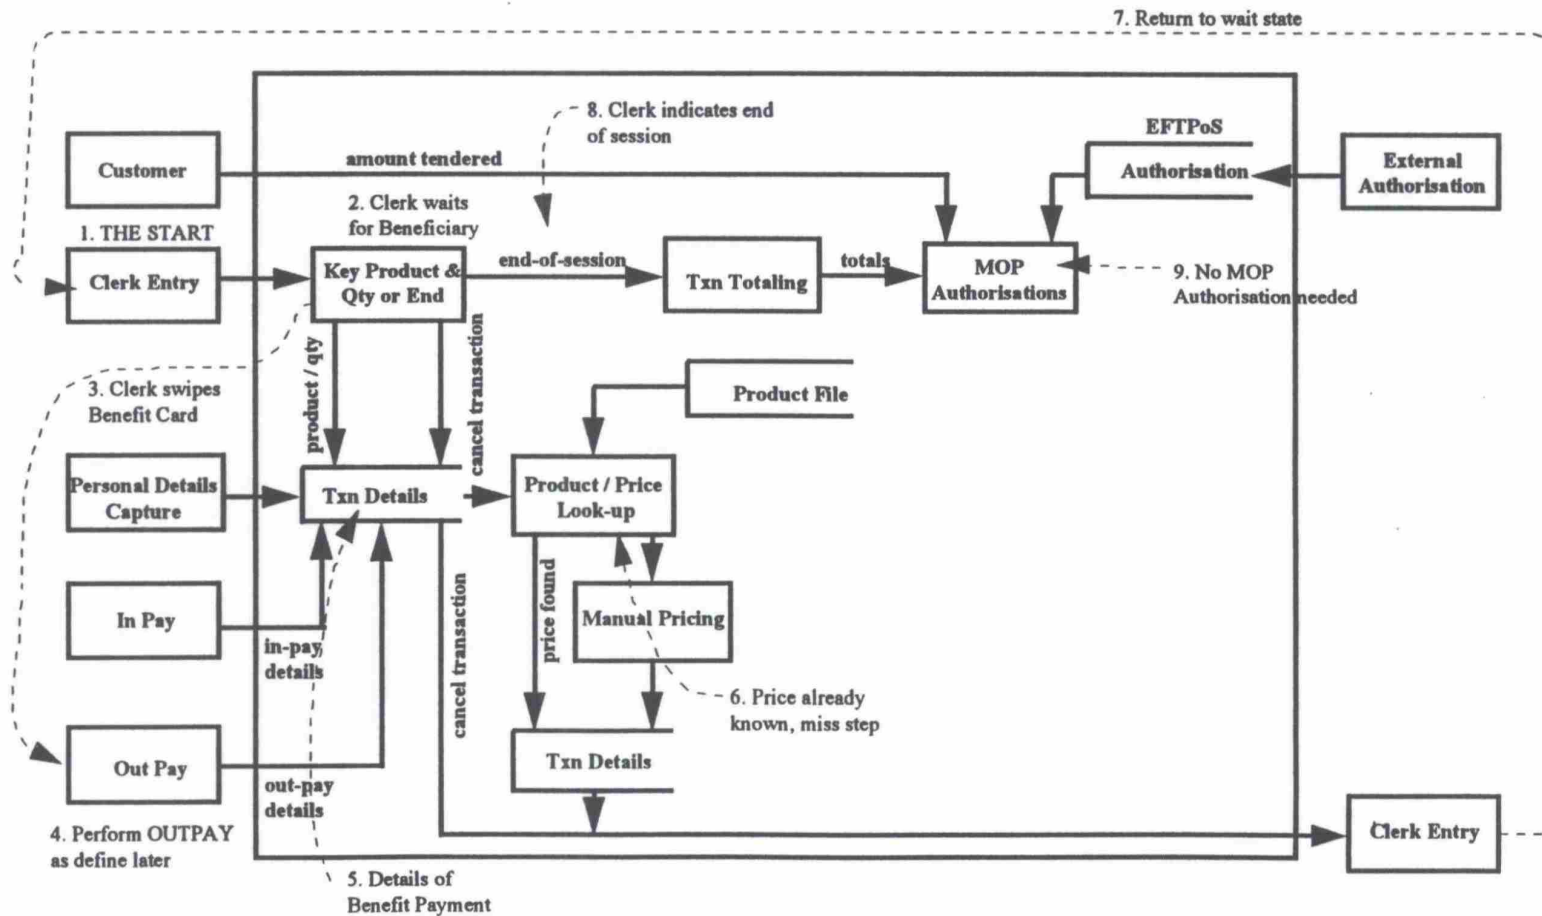 7. Return to wait state
8. Clerk indicates end
of session
EFTPoS
Customer
amount tendered
Authorisation
External
Authorisation
1. THE START
2. Clerk waits
for Beneficiary
Clerk Entry
Key Product &
Qty or End
end-of-session
Txn Totaling
totals
MOP
Authorisations
9. No MOP
Authorisation needed
product / qty
cancel transaction
3. Clerk swipes
Benefit Card
Product File
Personal Details
Capture
Txn Details
Product / Price
Look-up
In Pay
in-pay
details
cancel transaction
price found
Manual Pricing
6. Price already
known, miss step
Out Pay
out-pay
details
Txn Details
4. Perform OUTPAY
as define later
5. Details of
Benefit Payment
Clerk Entry